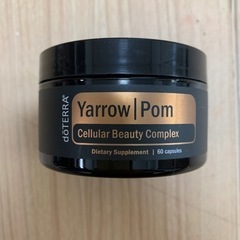 dōTERRA®
Yarrow|Pom
Cellular Beauty Complex
Dietary Supplement | 60 capsules